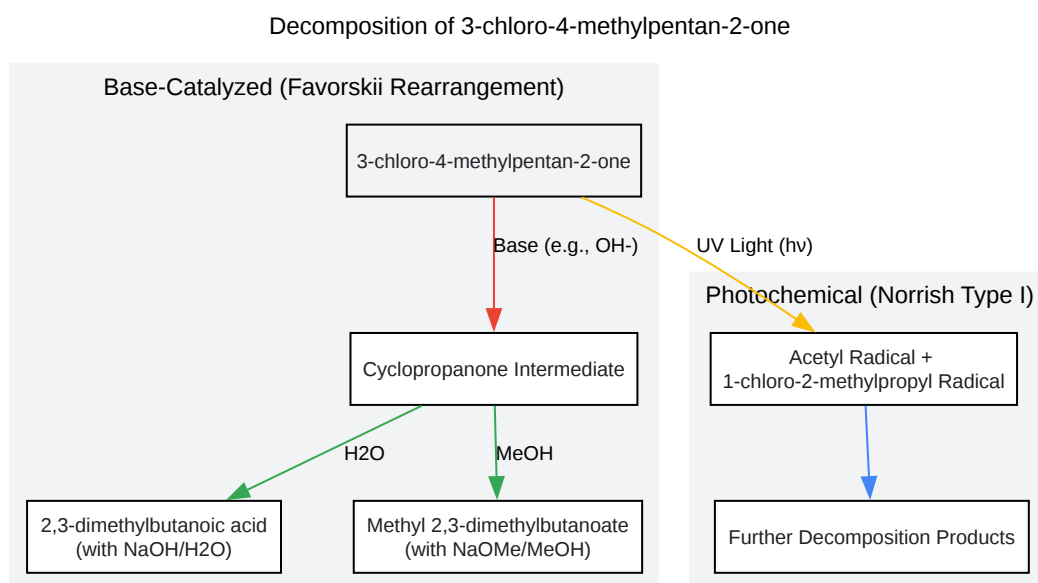 Decomposition of 3-chloro-4-methylpentan-2-one
Base-Catalyzed (Favorskii Rearrangement)
3-chloro-4-methylpentan-2-one
Base (e.g., OH-)
UV Light (hν)
Photochemical (Norrish Type I)
Cyclopropanone Intermediate
Acetyl Radical +
1-chloro-2-methylpropyl Radical
H2O
MeOH
2,3-dimethylbutanoic acid
(with NaOH/H2O)
Methyl 2,3-dimethylbutanoate
(with NaOMe/MeOH)
Further Decomposition Products